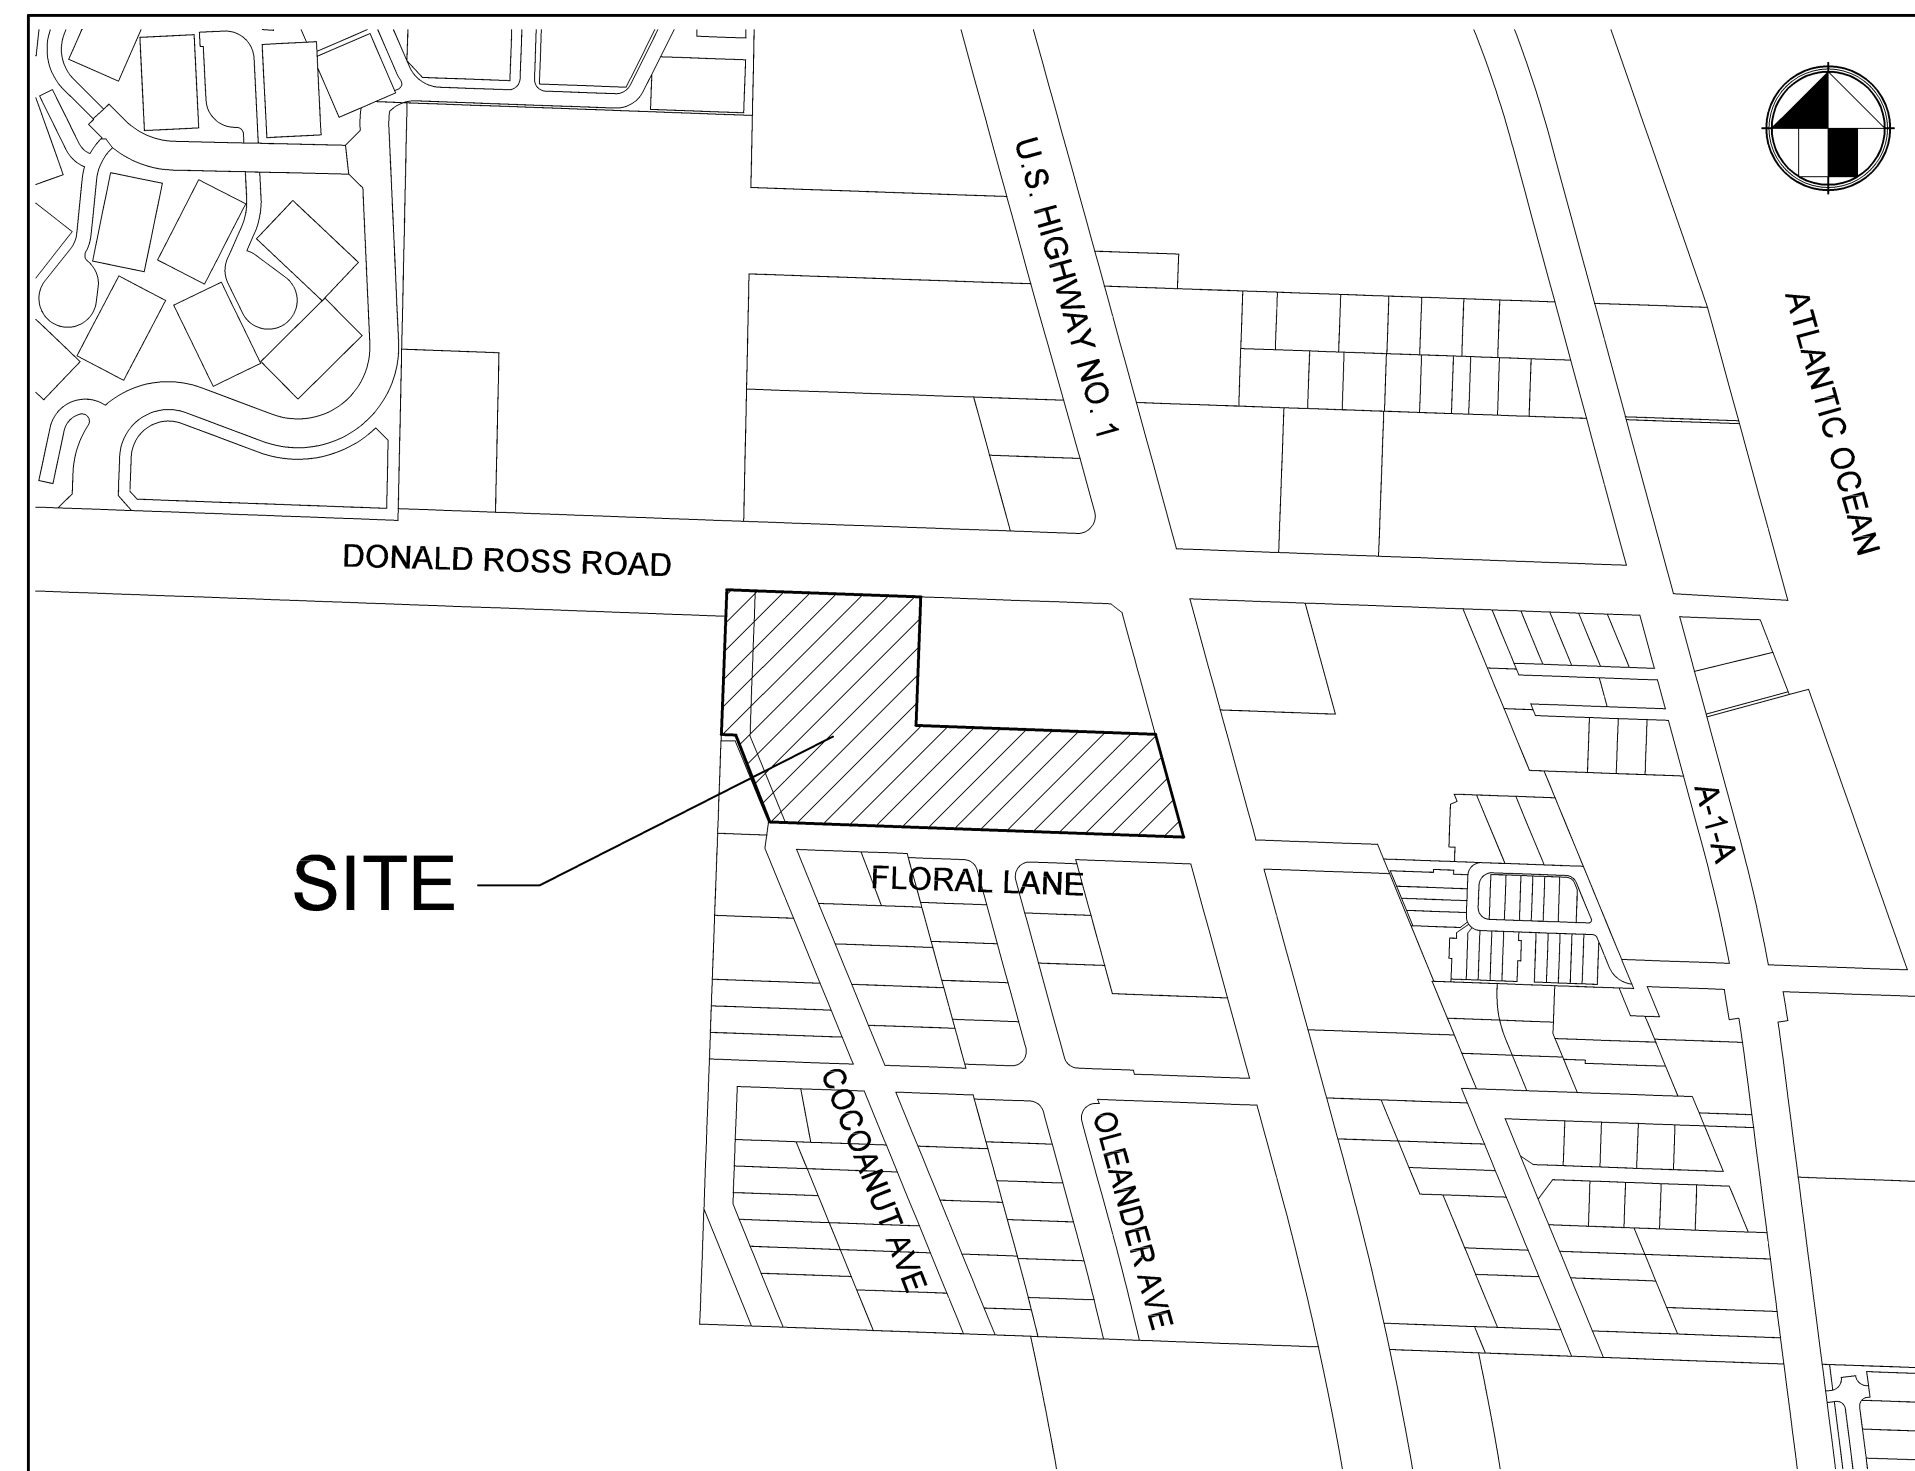 U.S. HIGHWAY NO. 1
ATLANTIC OCEAN
DONALD ROSS ROAD
A-1-A
SITE
FLORAL LANE
COCOANUT AVE
OLEANDER AVE